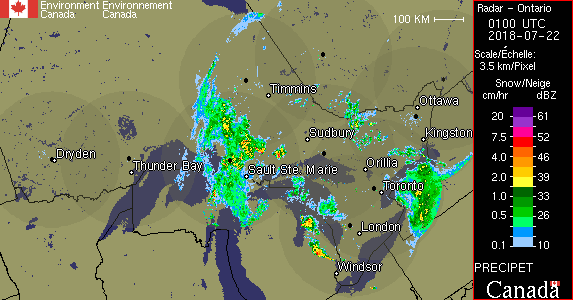 Environment Environnement
Canada Canada
100 KM
Timmins
Ottawa
Sudbury
Kingston
Dryden
Thunder Bay
Sault Ste. Marie
Orillia
Toronto
London
Windsor
Radar - Ontario
0100 UTC
2018-07-22
Scale/Échelle:
3.5 km/Pixel
Snow/Neige
cm/hr dBZ
20 61
7.5 52
4.0 46
2.0 39
1.0 33
0.5 26
0.1 10
PRECIPET
Canada